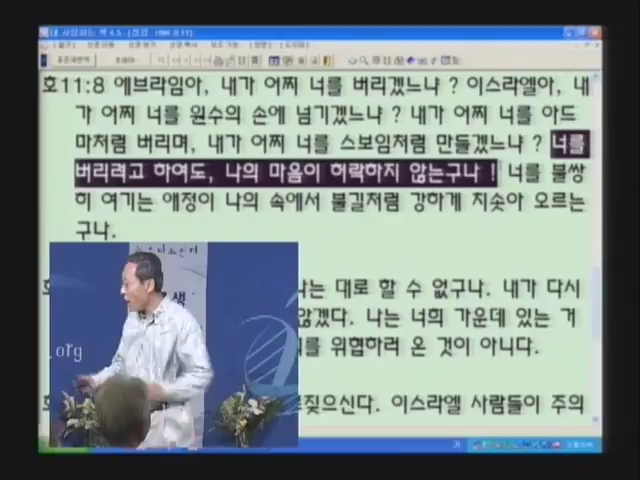 호11:8 에브라임아, 내가 어찌 너를 버리겠느냐 ? 이스라엘아, 내
가 어찌 너를 원수의 손에 넘기겠느냐 ? 내가 어찌 너를 아드
마처럼 버리며, 내가 어찌 너를 스보임처럼 만들겠느냐 ? 너를
버리려고 하여도, 나의 마음이 허락하지 않는구나 ! 너를 불쌍
히 여기는 애정이 나의 속에서 불길처럼 강하게 치솟아 오르는
구나.
나는 대로 할 수 없구나. 내가 다시
않겠다. 나는 너희 가운데 있는 거
를 위협하러 온 것이 아니다.
짖으신다. 이스라엘 사람들이 주의
.org
생